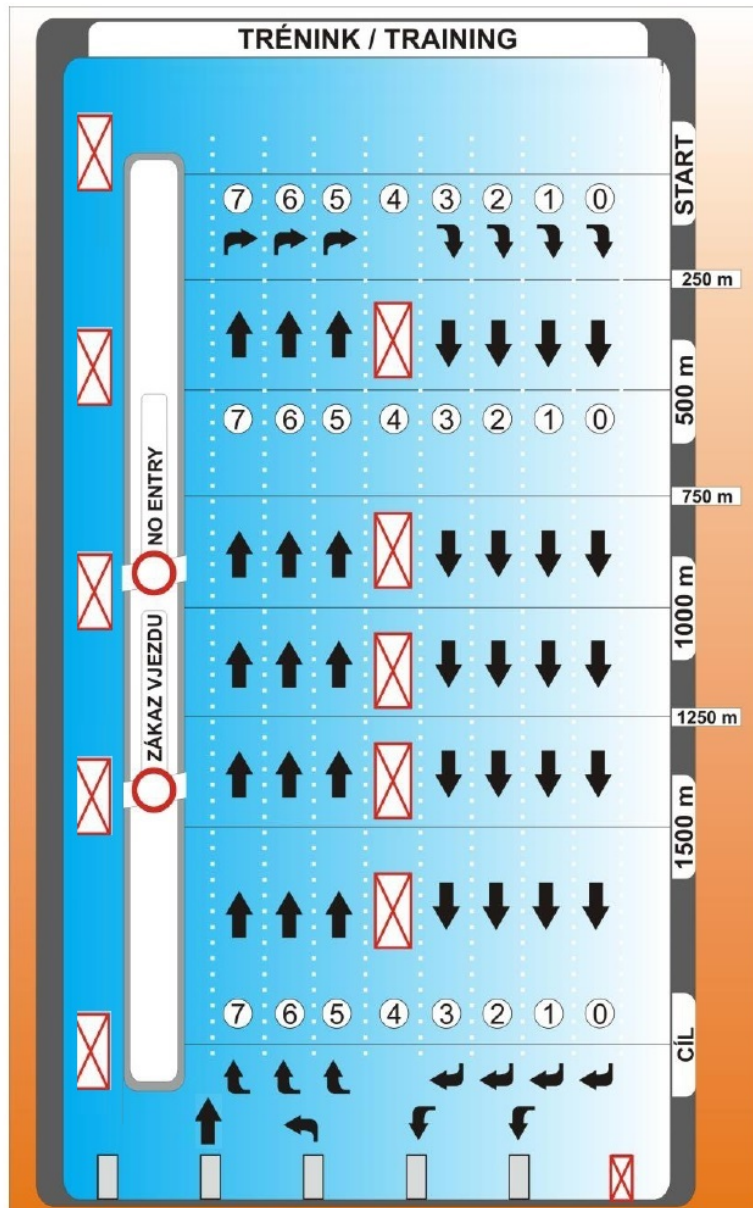 TRÉNINK / TRAINING
START
7 6 5 4 3 2 1 0
250 m
500 m
7 6 5 4 3 2 1 0
750 m
NO ENTRY
1000 m
ZÁKAZ VJEZDU
1250 m
1500 m
7 6 5 4 3 2 1 0
CÍL